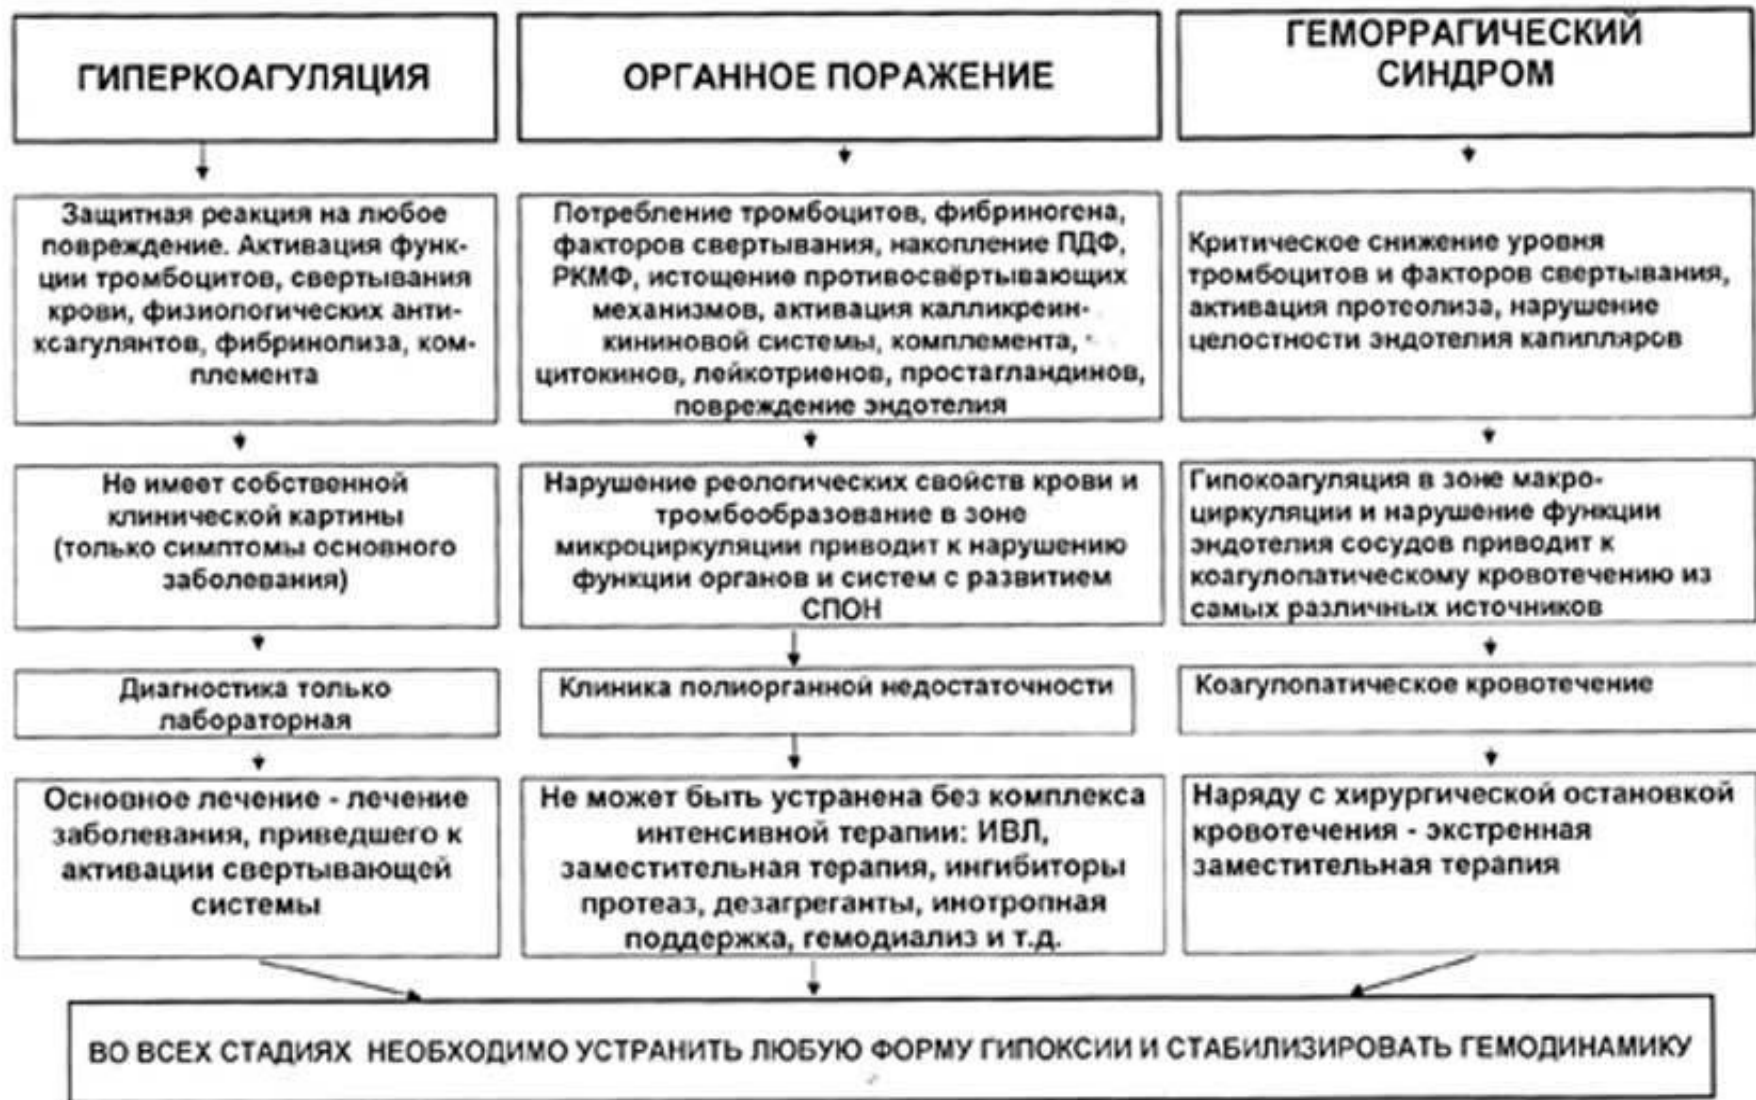 ГИПЕРКОАГУЛЯЦИЯ
Защитная реакция на любое
повреждение. Активация функ-
ции тромбоцитов, свертывания
крови, физиологических анти-
коагулянтов, фибринолиза, ком-
племента
Не имеет собственной
клинической картины
(только симптомы основного
заболевания)
Диагностика только
лабораторная
Основное лечение - лечение
заболевания, приведшего к
активации свертывающей
системы
ОРГАННОЕ ПОРАЖЕНИЕ
Потребление тромбоцитов, фибриногена,
факторов свертывания, накопление ПДФ,
РКМФ, истощение противосвёртывающих
механизмов, активация калликреин-
кининовой системы, комплемента,
цитокинов, лейкотриенов, простагландинов,
повреждение эндотелия
Нарушение реологических свойств крови и
тромбообразование в зоне
микроциркуляции приводит к нарушению
функции органов и систем с развитием
СПОН
Клиника полиорганной недостаточности
Не может быть устранена без комплекса
интенсивной терапии: ИВЛ,
заместительная терапия, ингибиторы
протеаз, дезагреганты, инотропная
поддержка, гемодиализ и т.д.
ГЕМОРРАГИЧЕСКИЙ
СИНДРОМ
Критическое снижение уровня
тромбоцитов и факторов свертывания,
активация протеолиза, нарушение
целостности эндотелия капилляров
Гипокоагуляция в зоне макро-
циркуляции и нарушение функции
эндотелия сосудов приводит к
коагулопатическому кровотечению из
самых различных источников
Коагулопатическое кровотечение
Наряду с хирургической остановкой
кровотечения - экстренная
заместительная терапия
ВО ВСЕХ СТАДИЯХ НЕОБХОДИМО УСТРАНИТЬ ЛЮБУЮ ФОРМУ ГИПОКСИИ И СТАБИЛИЗИРОВАТЬ ГЕМОДИНАМИКУ